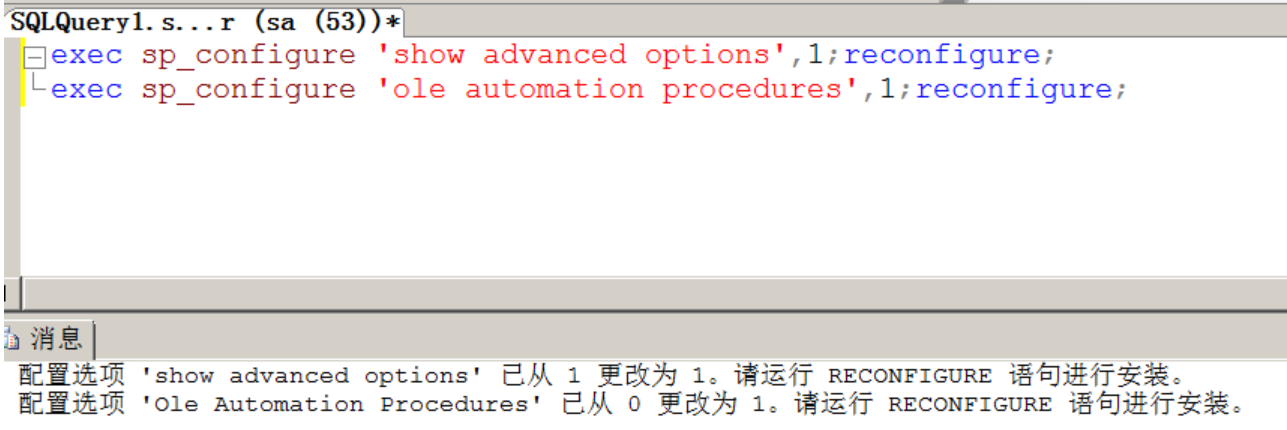 SQLQuery1.s...r (sa (53))*
exec sp_configure 'show advanced options',1;reconfigure;
exec sp_configure 'ole automation procedures',1;reconfigure;
消息
配置选项 'show advanced options' 已从 1 更改为 1。请运行 RECONFIGURE 语句进行安装。
配置选项 'Ole Automation Procedures' 已从 0 更改为 1。请运行 RECONFIGURE 语句进行安装。